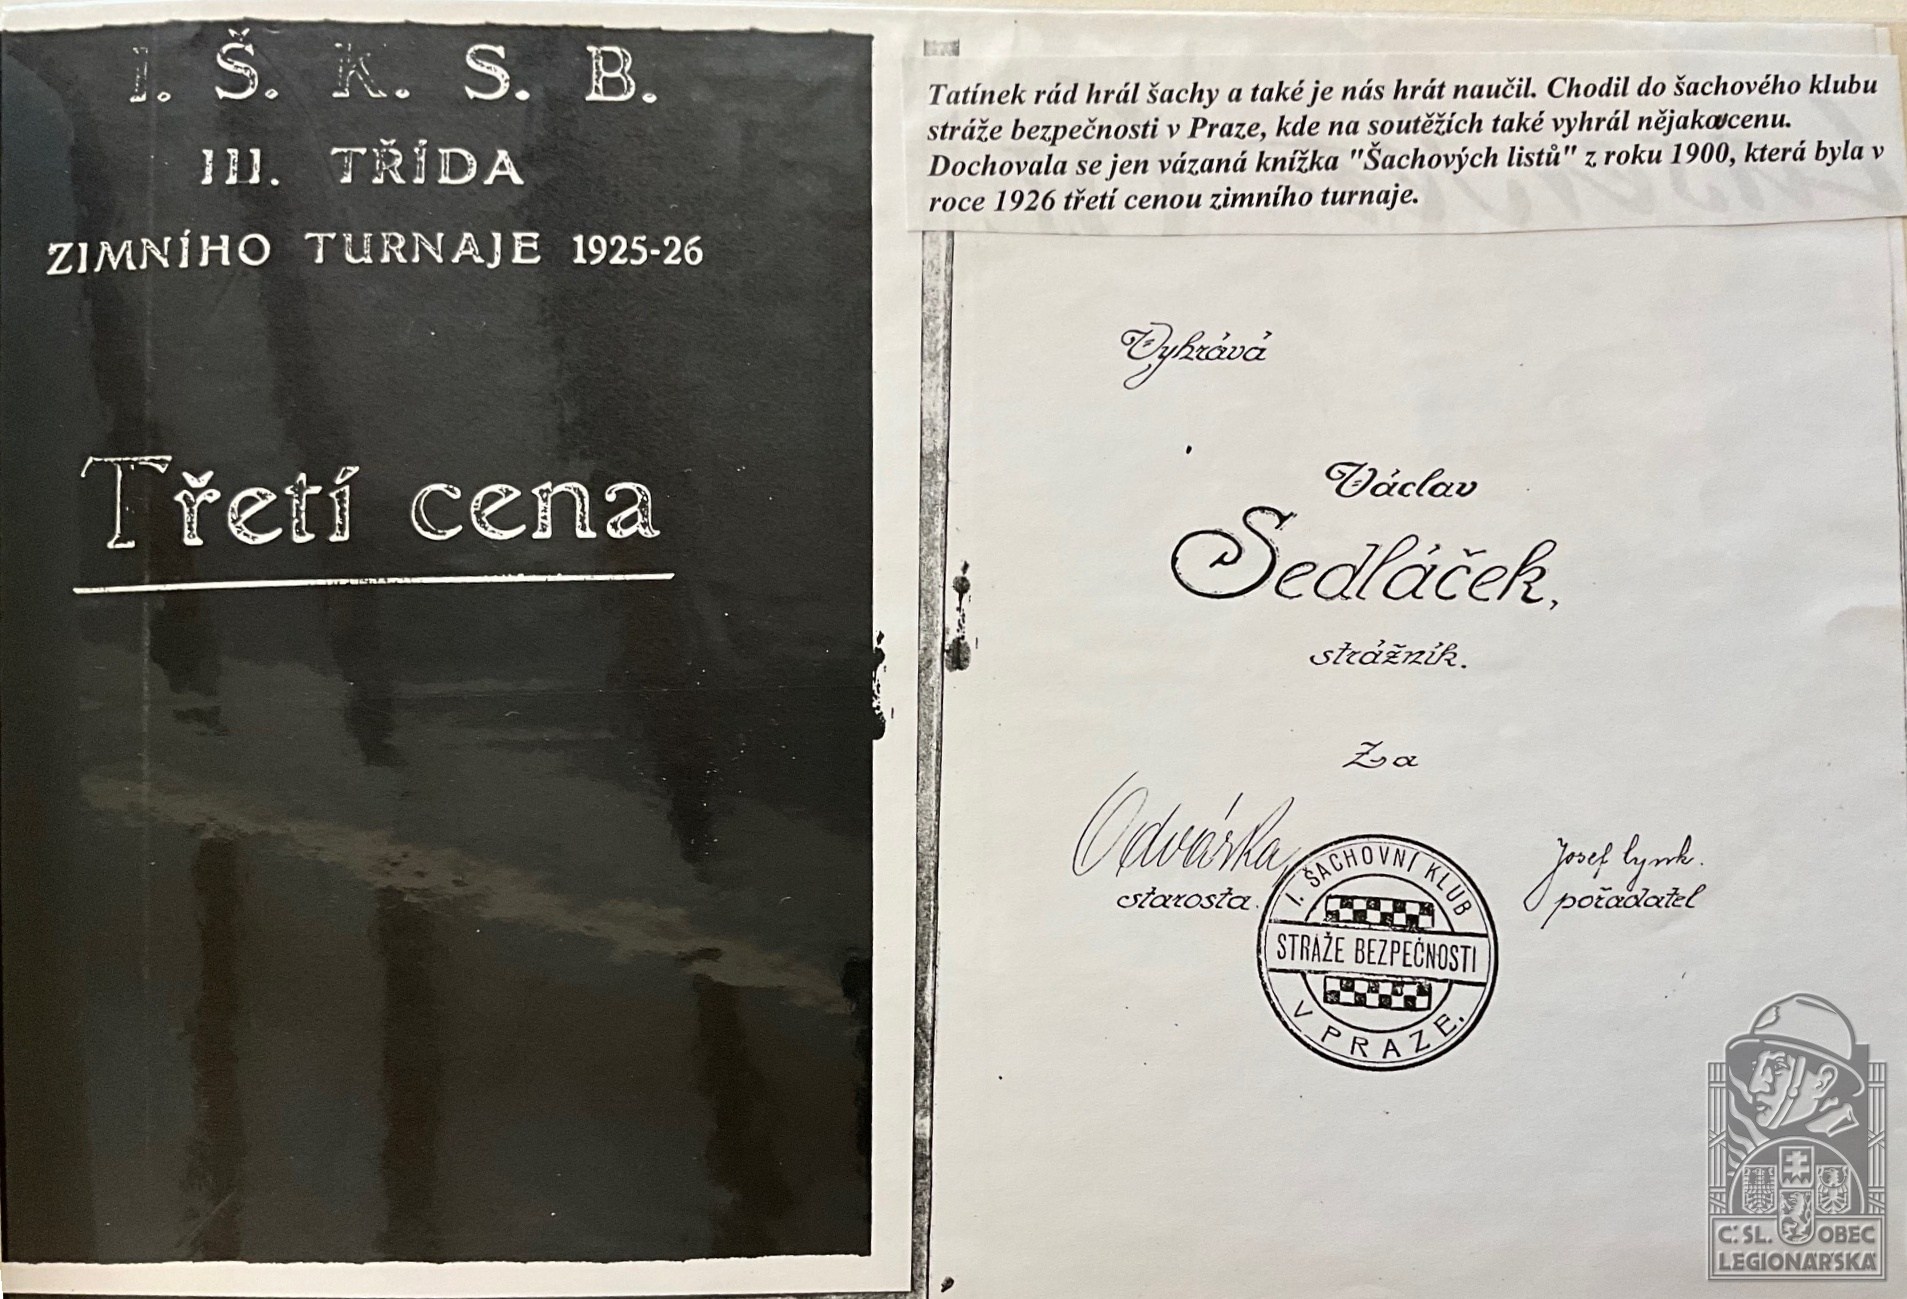 I. Š. K. S. B.
III. TŘÍDA
ZIMNÍHO TURNAJE 1925-26
Třetí cena
Tatínek rád hrál šachy a také je nás hrát naučil. Chodil do šachového klubu
stráže bezpečnosti v Praze, kde na soutěžích také vyhrál nějakou cenu.
Dochovala se jen vázaná knížka "Šachových listů" z roku 1900, která byla v
roce 1926 třetí cenou zimního turnaje.
Vyhrává
Václav
Sedláček,
strážník.
Za
Odvárka
starosta.
Josef
pořadatel
I. ŠACHOVNÍ KLUB
STRÁŽE BEZPEČNOSTI
V PRAZE.
Č. SL. OBEC
LEGIONÁŘSKÁ